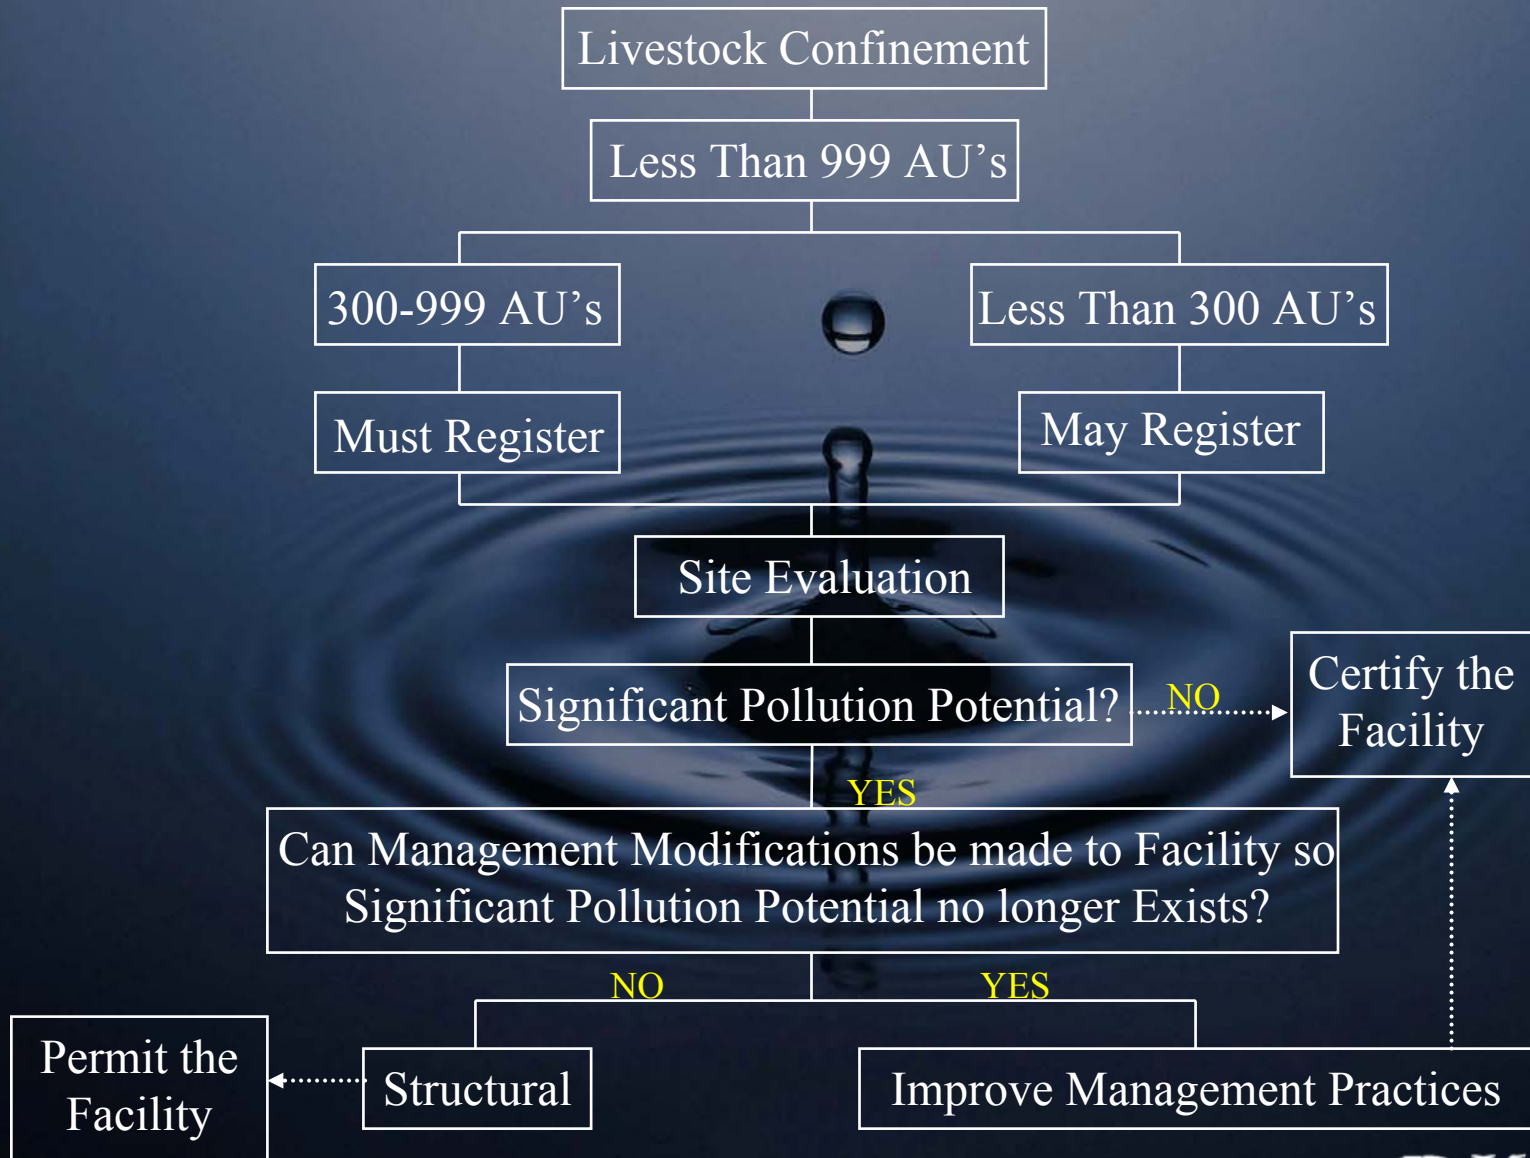 Livestock Confinement
Less Than 999 AU’s
300-999 AU’s
Less Than 300 AU’s
Must Register
May Register
Site Evaluation
Significant Pollution Potential?
NO
Certify the
Facility
YES
Can Management Modifications be made to Facility so
Significant Pollution Potential no longer Exists?
NO
YES
Permit the
Facility
Structural
Improve Management Practices